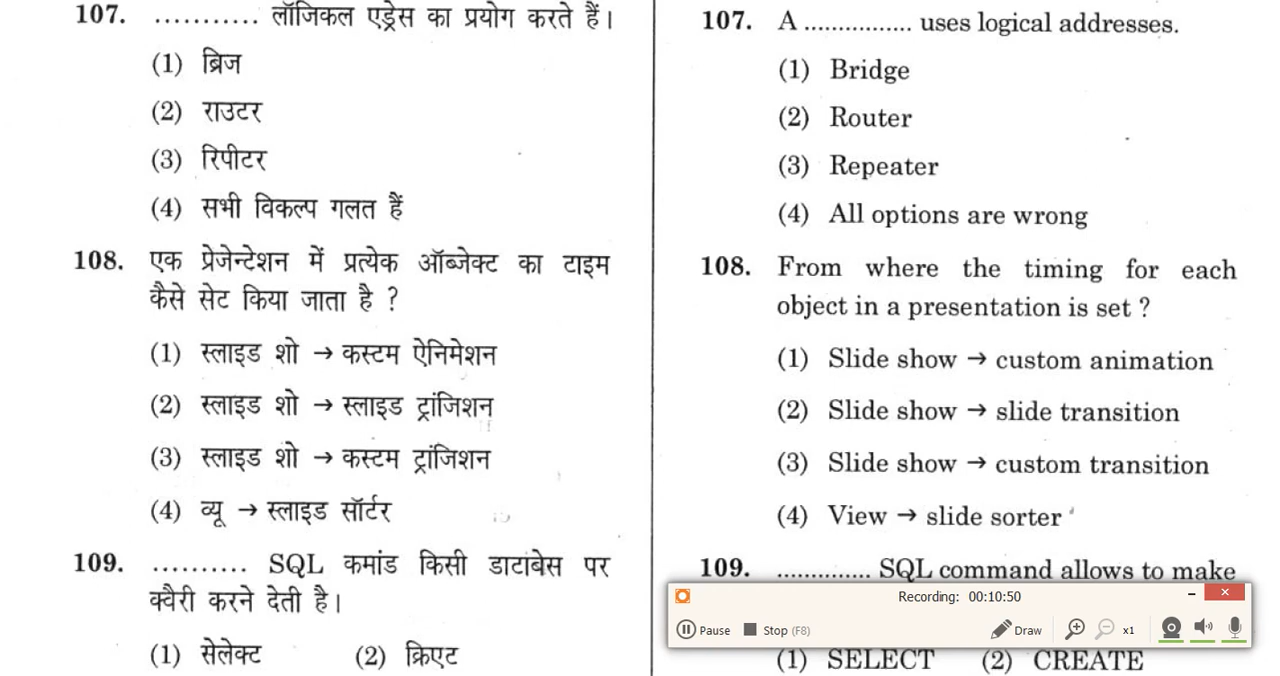 107. ........... लॉजिकल एड्रेस का प्रयोग करते हैं।
(1) ब्रिज
(2) राउटर
(3) रिपीटर
(4) सभी विकल्प गलत हैं
108. एक प्रेजेन्टेशन में प्रत्येक ऑब्जेक्ट का टाइम
कैसे सेट किया जाता है ?
(1) स्लाइड शो → कस्टम ऐनिमेशन
(2) स्लाइड शो → स्लाइड ट्रांजिशन
(3) स्लाइड शो → कस्टम ट्रांजिशन
(4) व्यू → स्लाइड सॉर्टर
109. .......... SQL कमांड किसी डाटाबेस पर
क्वैरी करने देती है।
(1) सेलेक्ट (2) क्रिएट
107. A ................ uses logical addresses.
(1) Bridge
(2) Router
(3) Repeater
(4) All options are wrong
108. From where the timing for each
object in a presentation is set ?
(1) Slide show → custom animation
(2) Slide show → slide transition
(3) Slide show → custom transition
(4) View → slide sorter
109. .............. SQL command allows to make
Recording: 00:10:50
Pause Stop (F8) Draw x1
(1) SELECT (2) CREATE